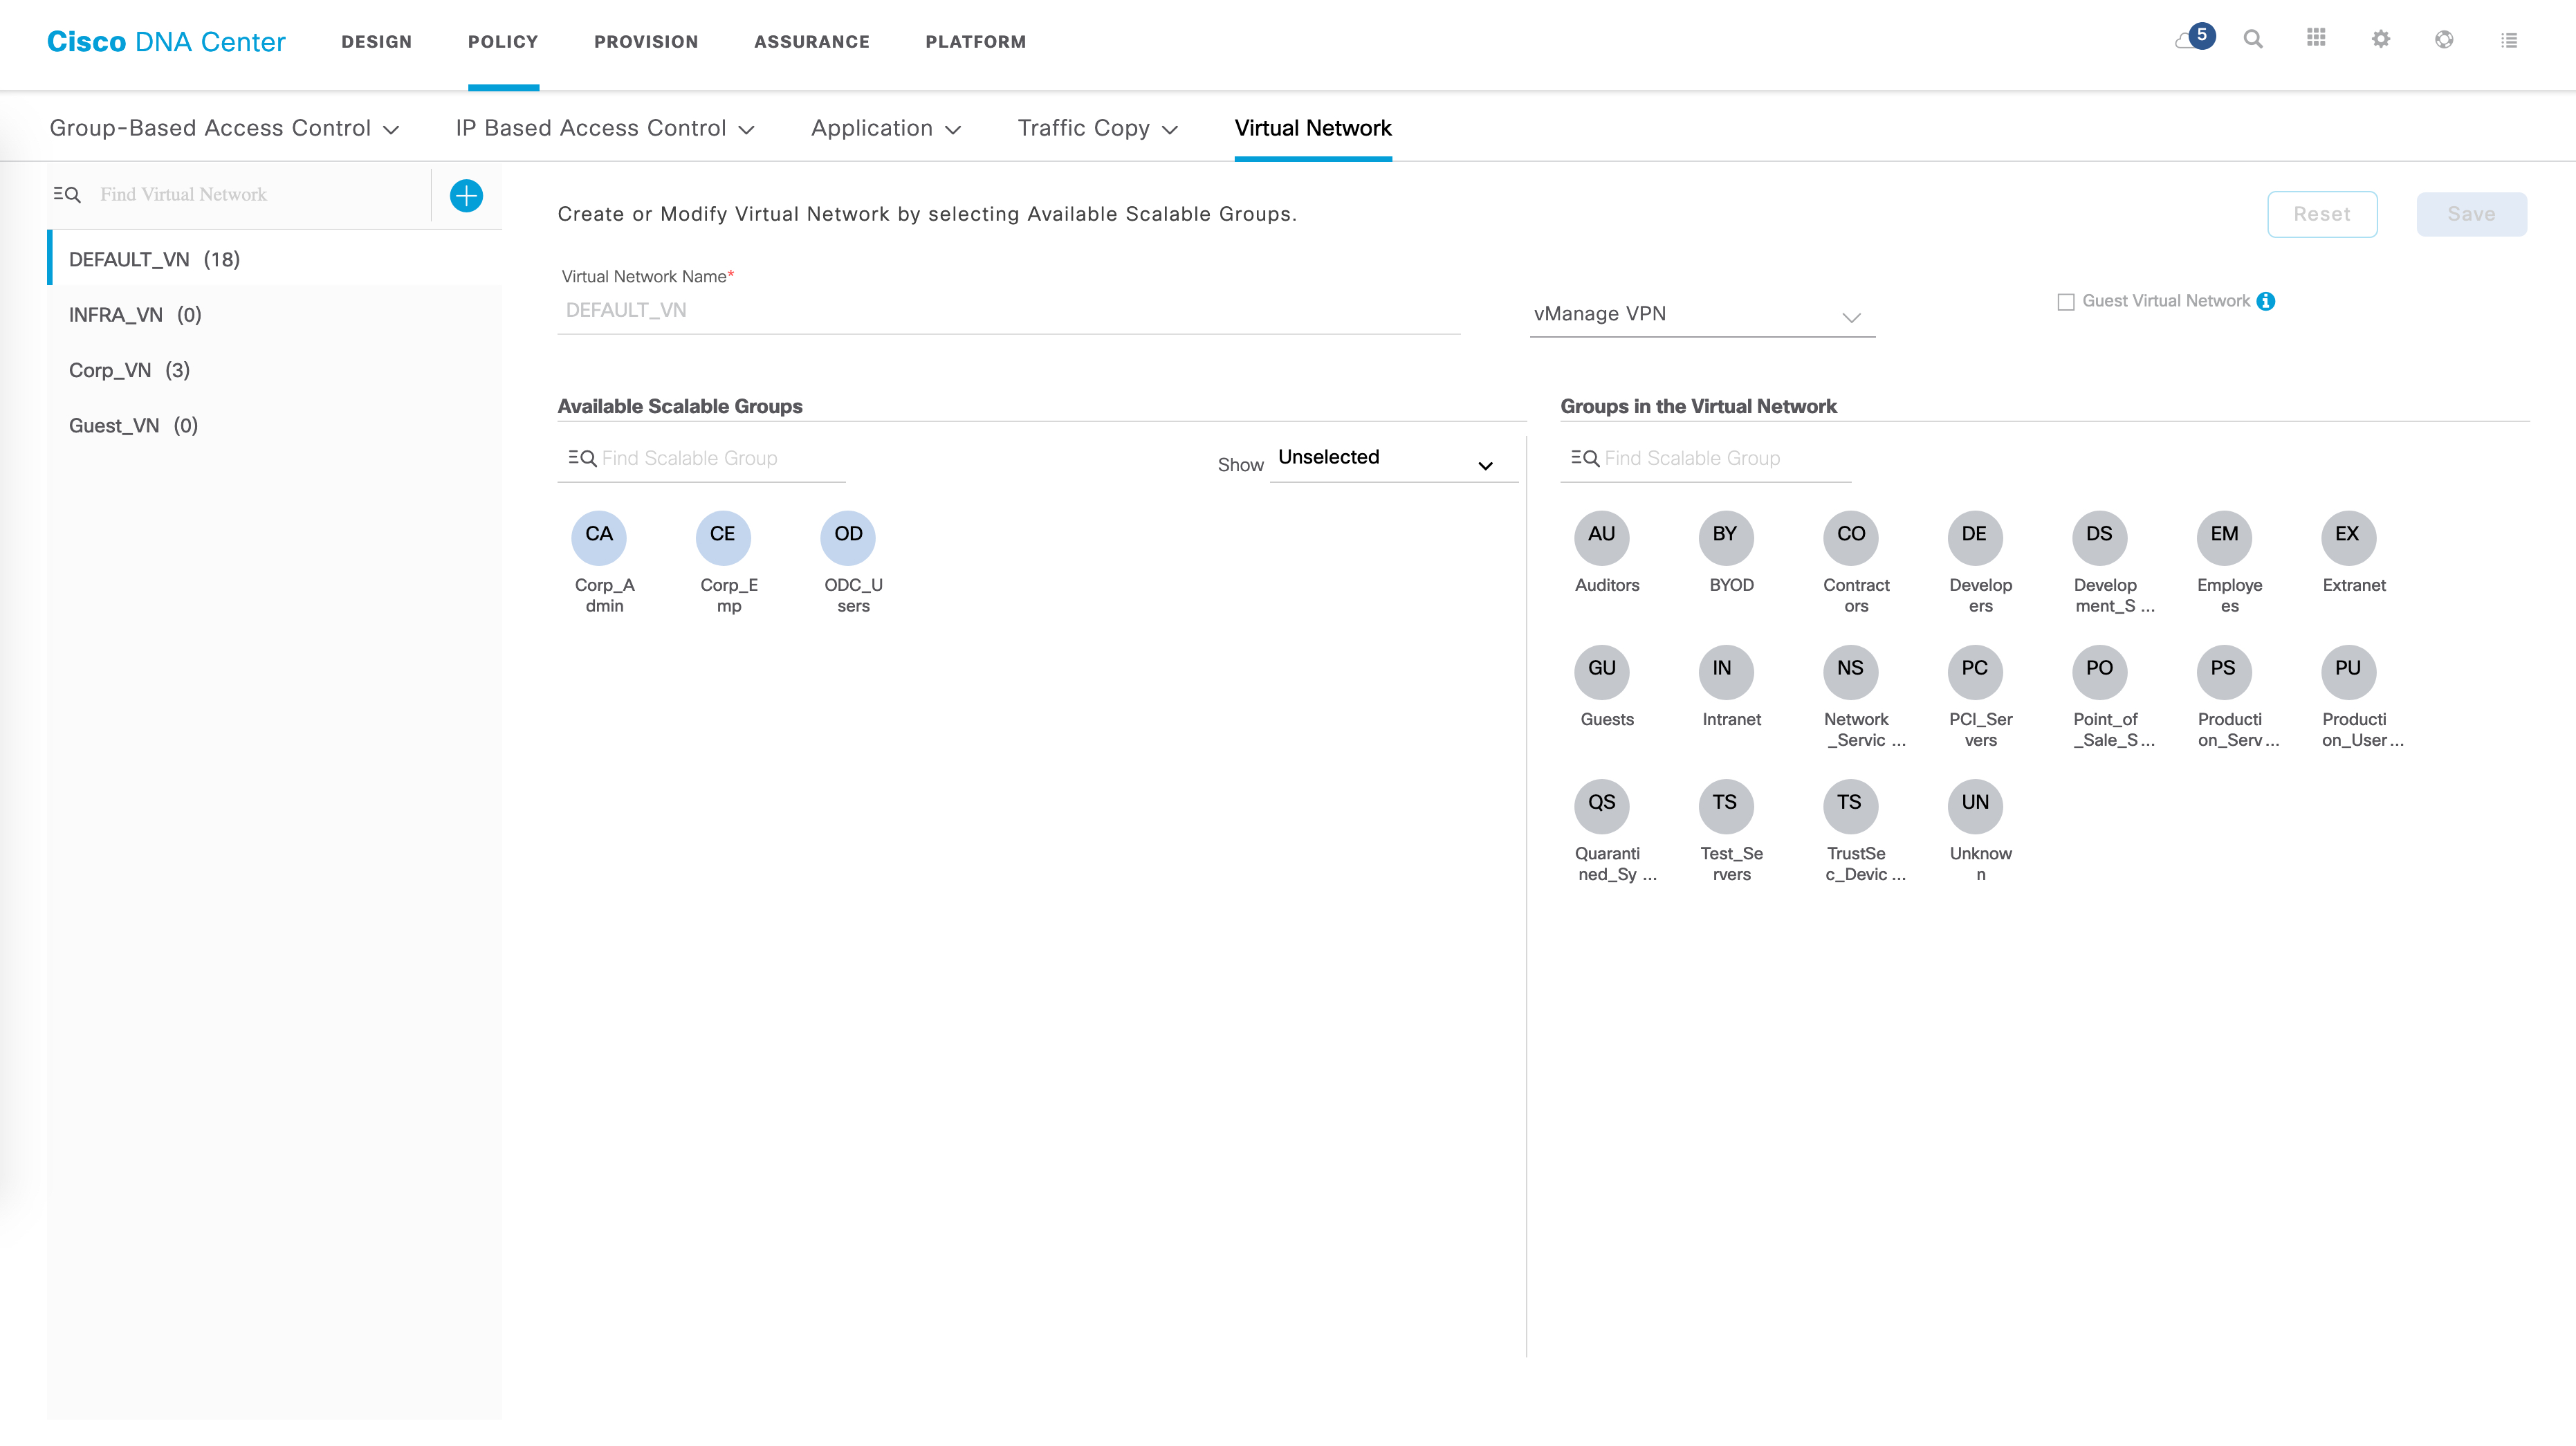 Cisco DNA Center DESIGN POLICY PROVISION ASSURANCE PLATFORM 5
Group-Based Access Control IP Based Access Control Application Traffic Copy Virtual Network
Find Virtual Network
DEFAULT_VN (18)
INFRA_VN (0)
Corp_VN (3)
Guest_VN (0)
Create or Modify Virtual Network by selecting Available Scalable Groups.
Reset Save
Virtual Network Name*
DEFAULT_VN
vManage VPN
Guest Virtual Network
Available Scalable Groups
Find Scalable Group
Show Unselected
CA CE OD
Corp_A Corp_E ODC_U
dmin mp sers
Groups in the Virtual Network
Find Scalable Group
AU BY CO DE DS EM EX
Auditors BYOD Contract Develop Develop Employe Extranet
ors ers ment_S ... es
GU IN NS PC PO PS PU
Guests Intranet Network PCI_Ser Point_of Producti Producti
_Servic ... vers _Sale_S ... on_Serv ... on_User ...
QS TS TS UN
Quaranti Test_Se TrustSe Unknow
ned_Sy ... rvers c_Devic ... n